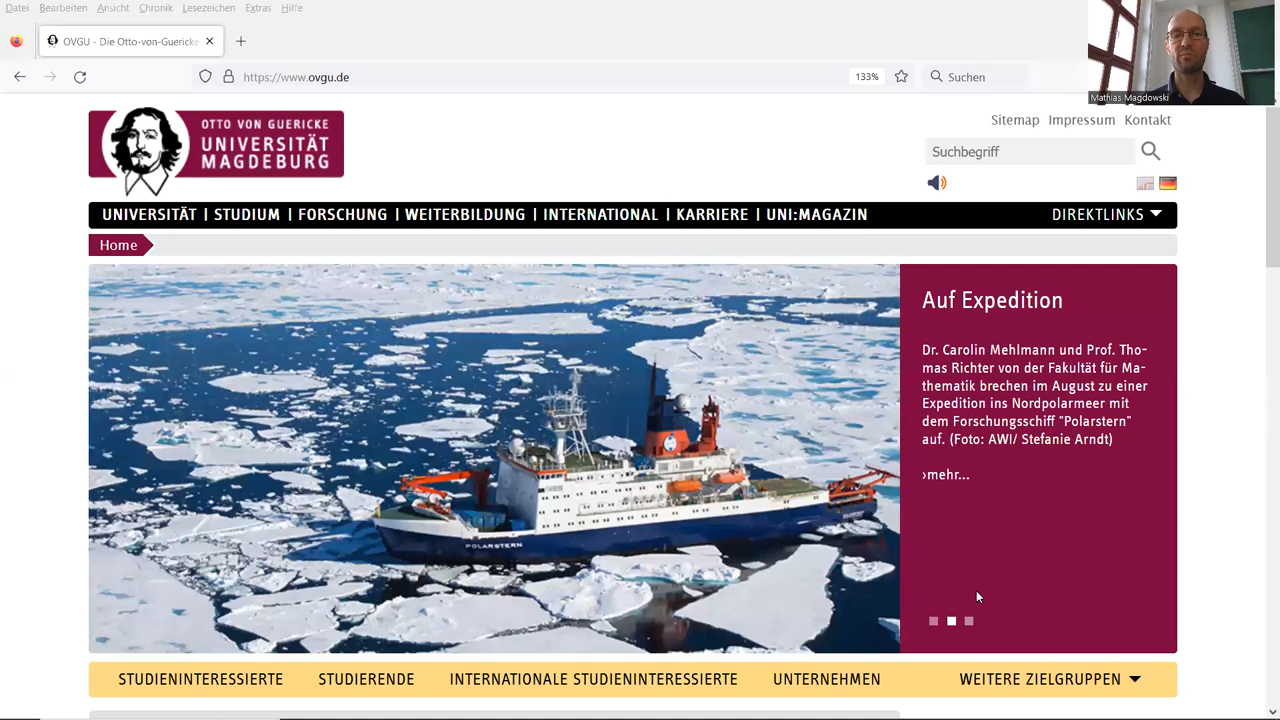 Datei Bearbeiten Ansicht Chronik Lesezeichen Extras Hilfe
OVGU - Die Otto-von-Guericke
https://www.ovgu.de
133%
Suchen
Mathias Magdowski
OTTO VON GUERICKE
UNIVERSITÄT
MAGDEBURG
Sitemap Impressum Kontakt
Suchbegriff
UNIVERSITÄT | STUDIUM | FORSCHUNG | WEITERBILDUNG | INTERNATIONAL | KARRIERE | UNI:MAGAZIN
DIREKTLINKS
Home
Auf Expedition
Dr. Carolin Mehlmann und Prof. Tho-
mas Richter von der Fakultät für Ma-
thematik brechen im August zu einer
Expedition ins Nordpolarmeer mit
dem Forschungsschiff "Polarstern"
auf. (Foto: AWI/ Stefanie Arndt)
›mehr...
POLARSTERN
STUDIENINTERESSIERTE STUDIERENDE INTERNATIONALE STUDIENINTERESSIERTE UNTERNEHMEN WEITERE ZIELGRUPPEN